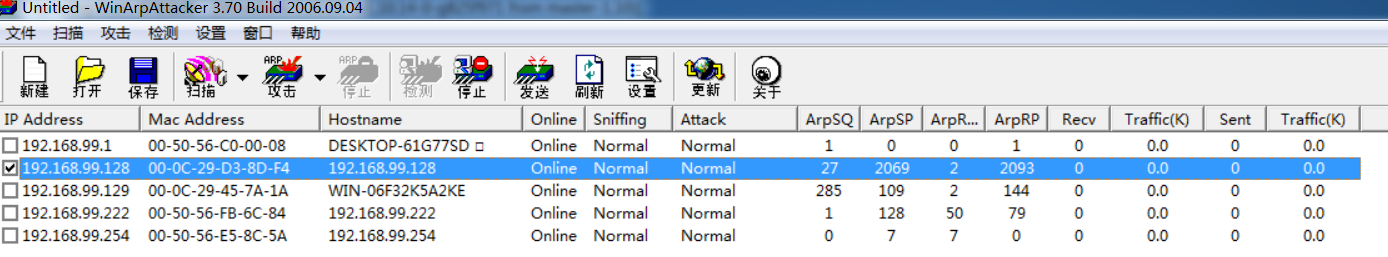 Untitled - WinArpAttacker 3.70 Build 2006.09.04
文件 扫描 攻击 检测 设置 窗口 帮助
新建 打开 保存 扫描 ARP 攻击 ARP 停止 检测 停止 发送 刷新 设置 更新 关于
IP Address Mac Address Hostname Online Sniffing Attack ArpSQ ArpSP ArpR... ArpRP Recv Traffic(K) Sent Traffic(K)
192.168.99.1 00-50-56-C0-00-08 DESKTOP-61G77SD □ Online Normal Normal 1 0 0 1 0 0.0 0 0.0
192.168.99.128 00-0C-29-D3-8D-F4 192.168.99.128 Online Normal Normal 27 2069 2 2093 0 0.0 0 0.0
192.168.99.129 00-0C-29-45-7A-1A WIN-06F32K5A2KE Online Normal Normal 285 109 2 144 0 0.0 0 0.0
192.168.99.222 00-50-56-FB-6C-84 192.168.99.222 Online Normal Normal 1 128 50 79 0 0.0 0 0.0
192.168.99.254 00-50-56-E5-8C-5A 192.168.99.254 Online Normal Normal 0 7 7 0 0 0.0 0 0.0